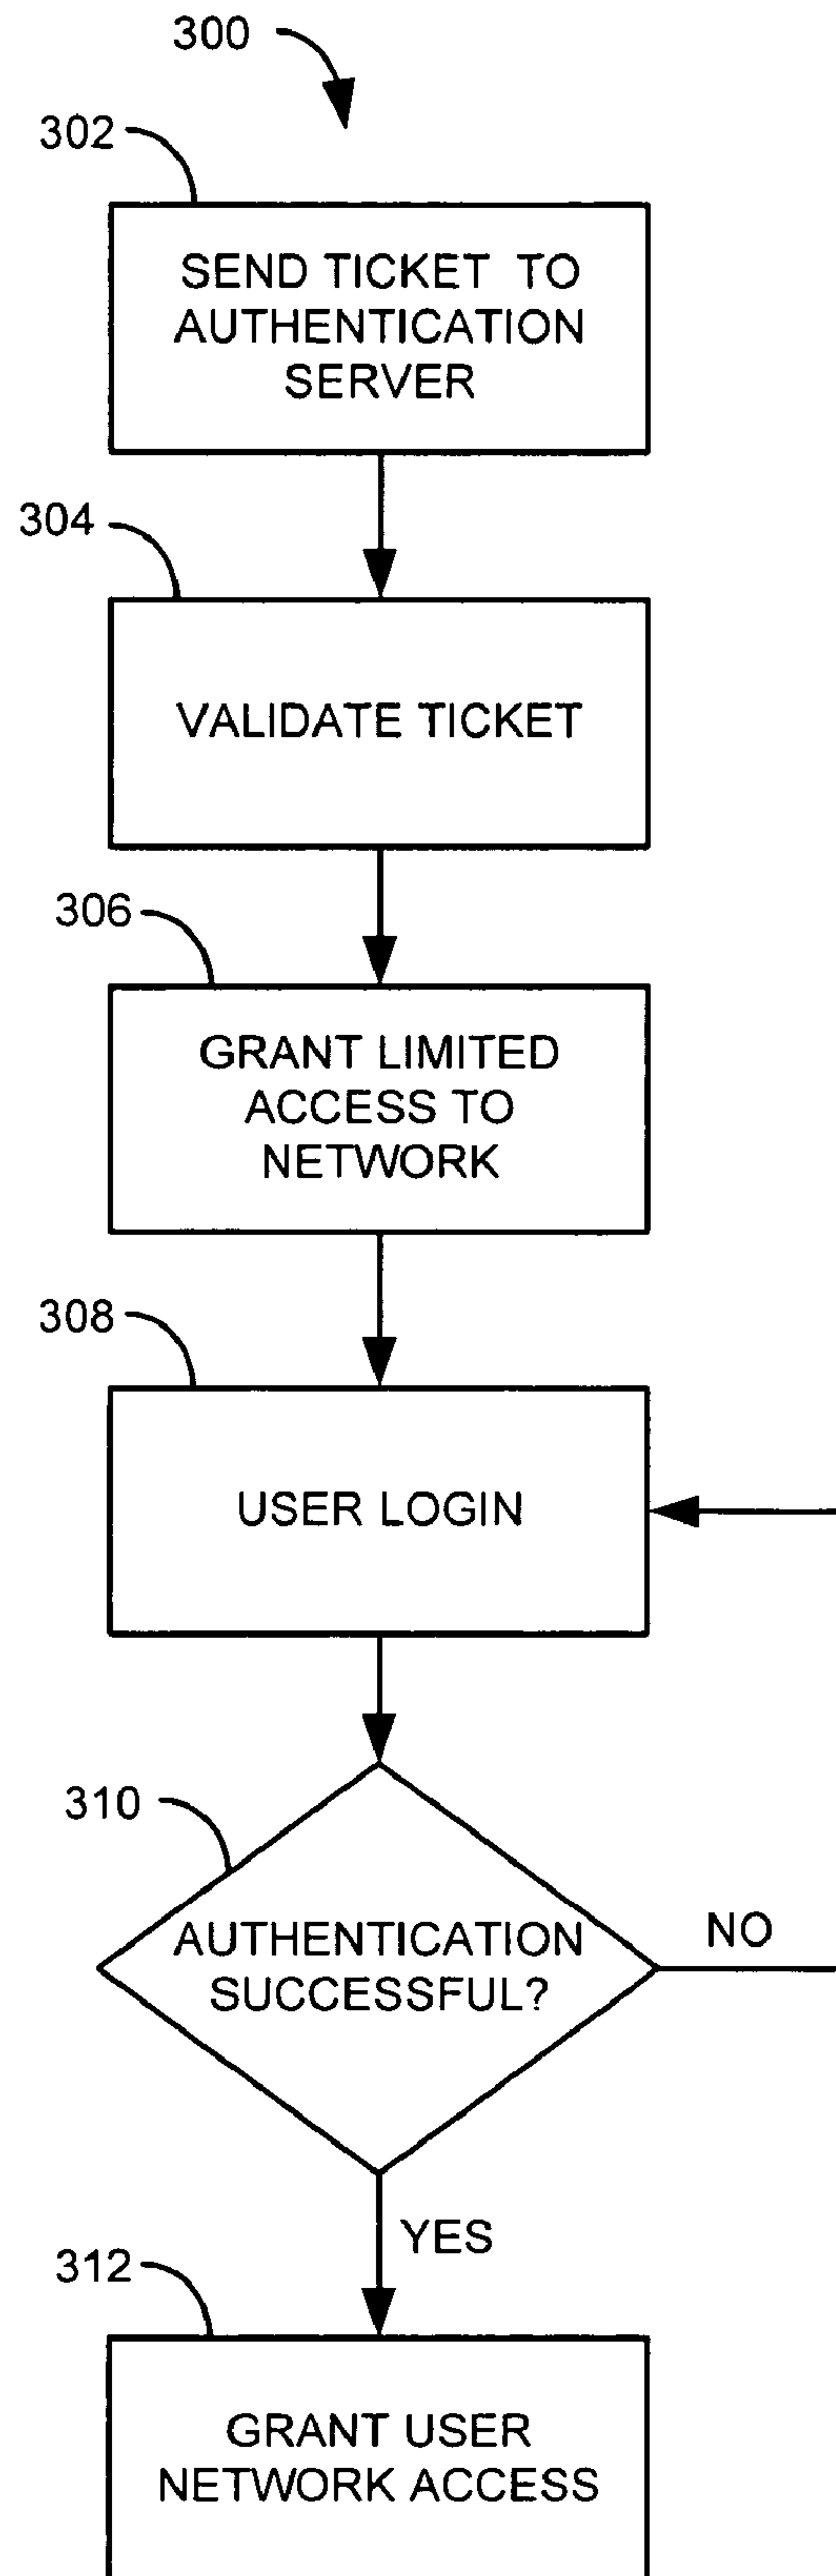 300
302
SEND TICKET TO
AUTHENTICATION
SERVER
304
VALIDATE TICKET
306
GRANT LIMITED
ACCESS TO
NETWORK
308
USER LOGIN
310
AUTHENTICATION
SUCCESSFUL?
NO
YES
312
GRANT USER
NETWORK ACCESS